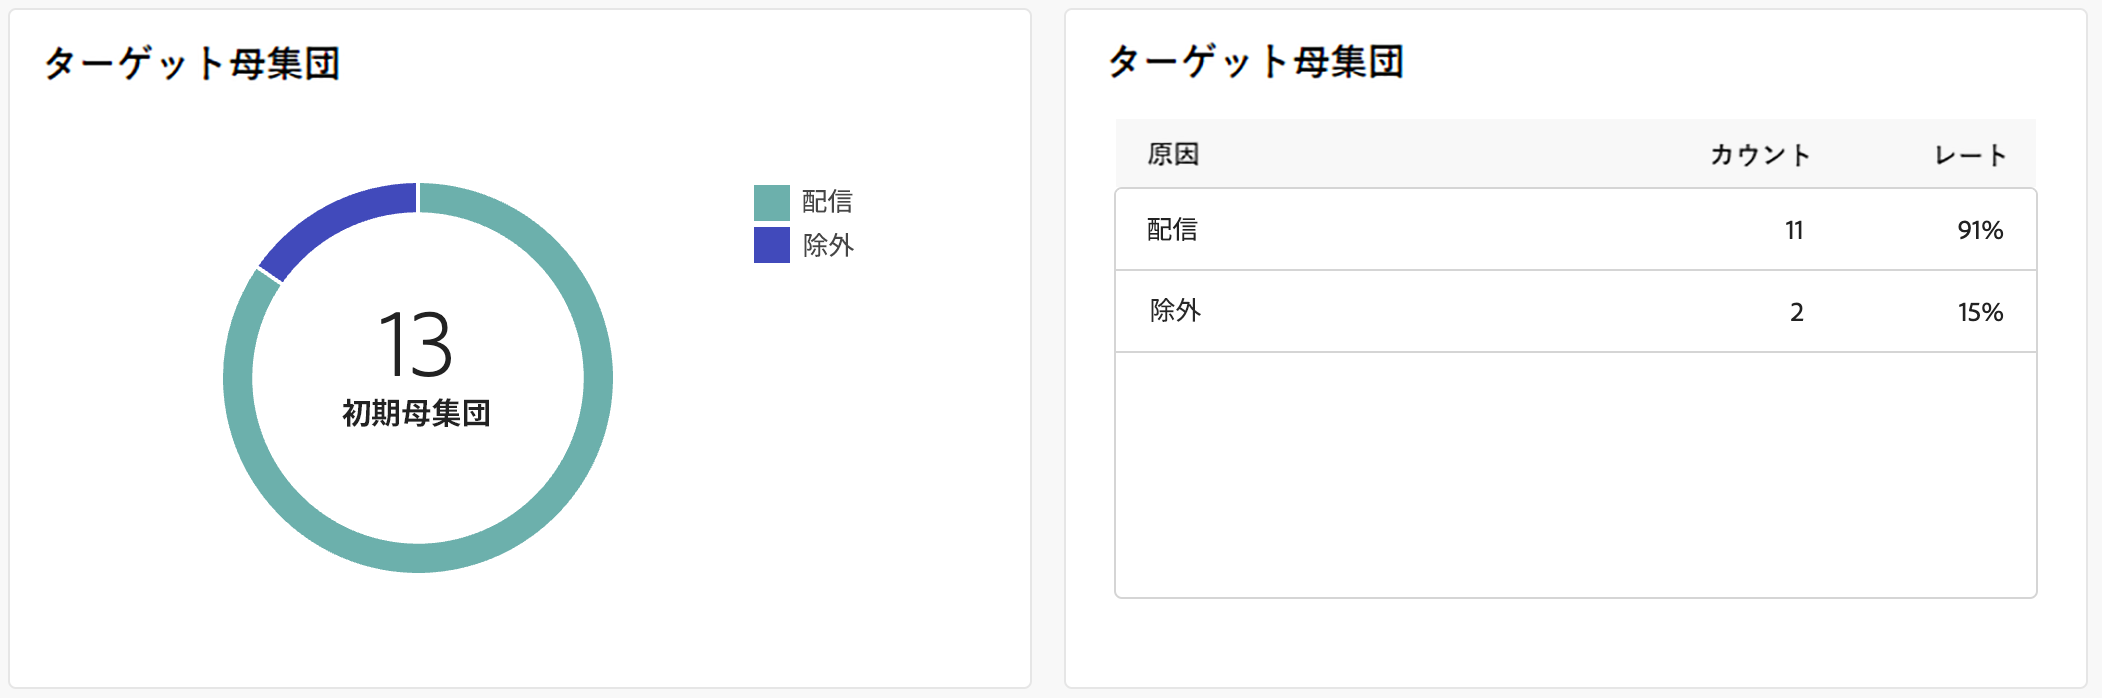 ターゲット母集団
配信
除外
13
初期母集団
ターゲット母集団
原因 カウント レート
配信 11 91%
除外 2 15%